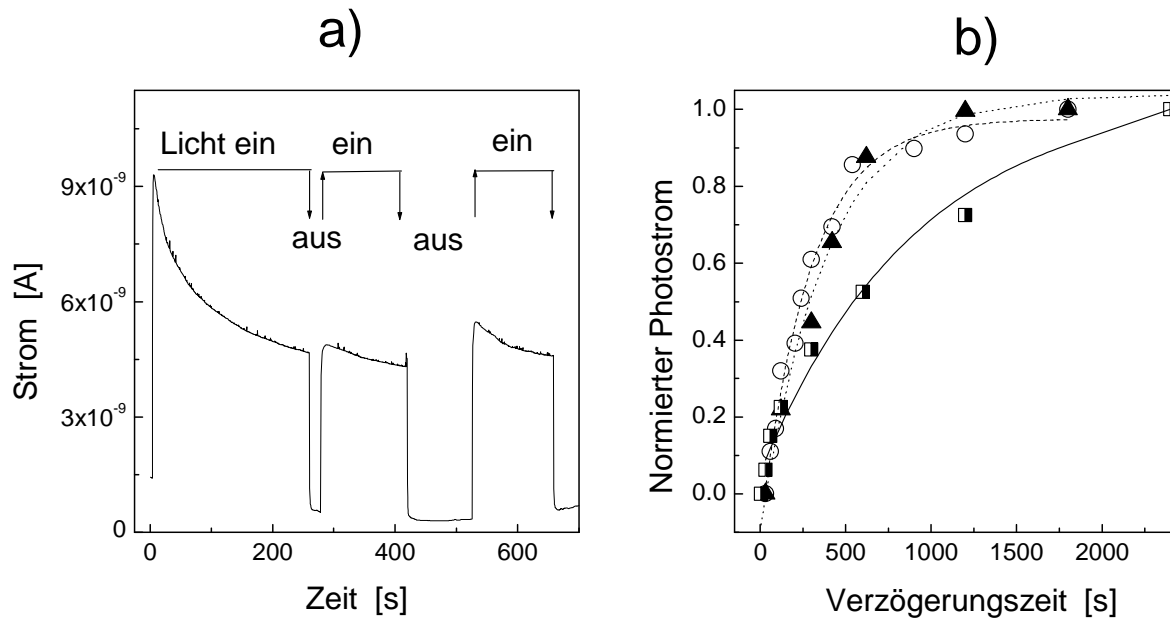 a)
Licht ein
ein
ein
aus
aus
9x10-9
6x10-9
3x10-9
0
Strom [A]
0
200
400
600
Zeit [s]
b)
1.0
0.8
0.6
0.4
0.2
0.0
Normierter Photostrom
0
500
1000
1500
2000
Verzögerungszeit [s]